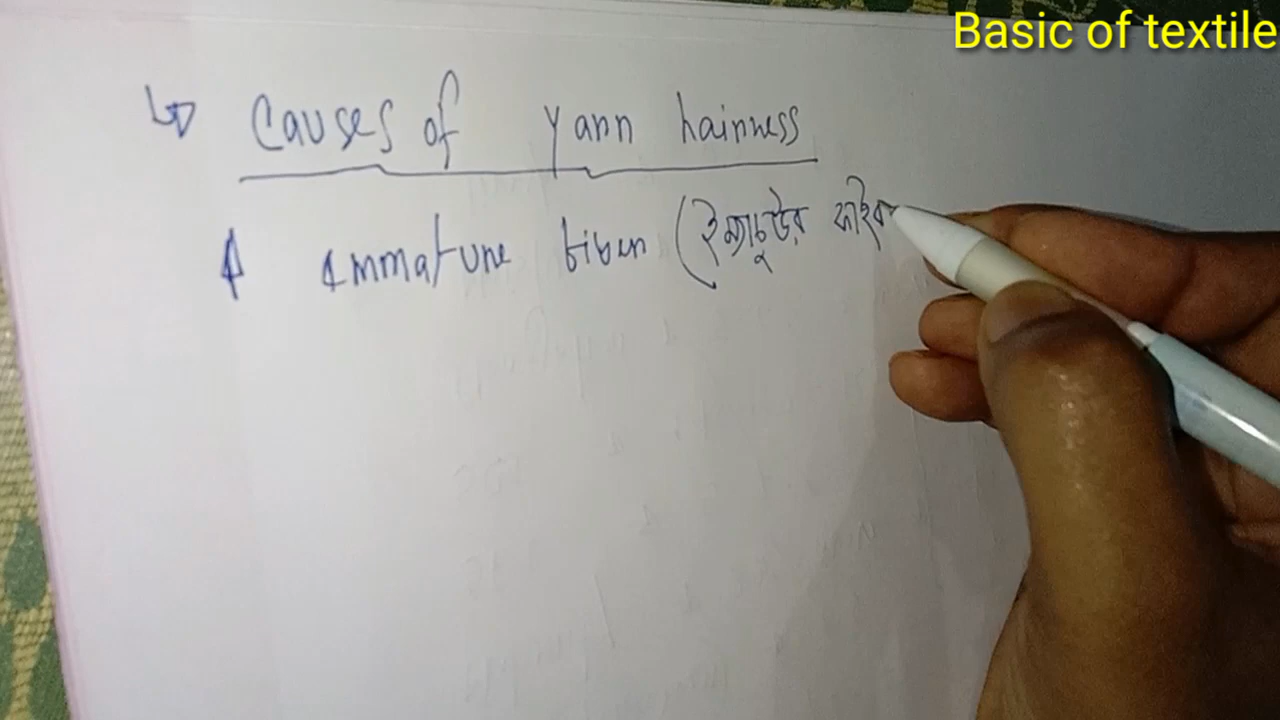 Basic of textile
Causes of Yarn hairness
Immature fiber (ইম্যাচুউর ফাইব